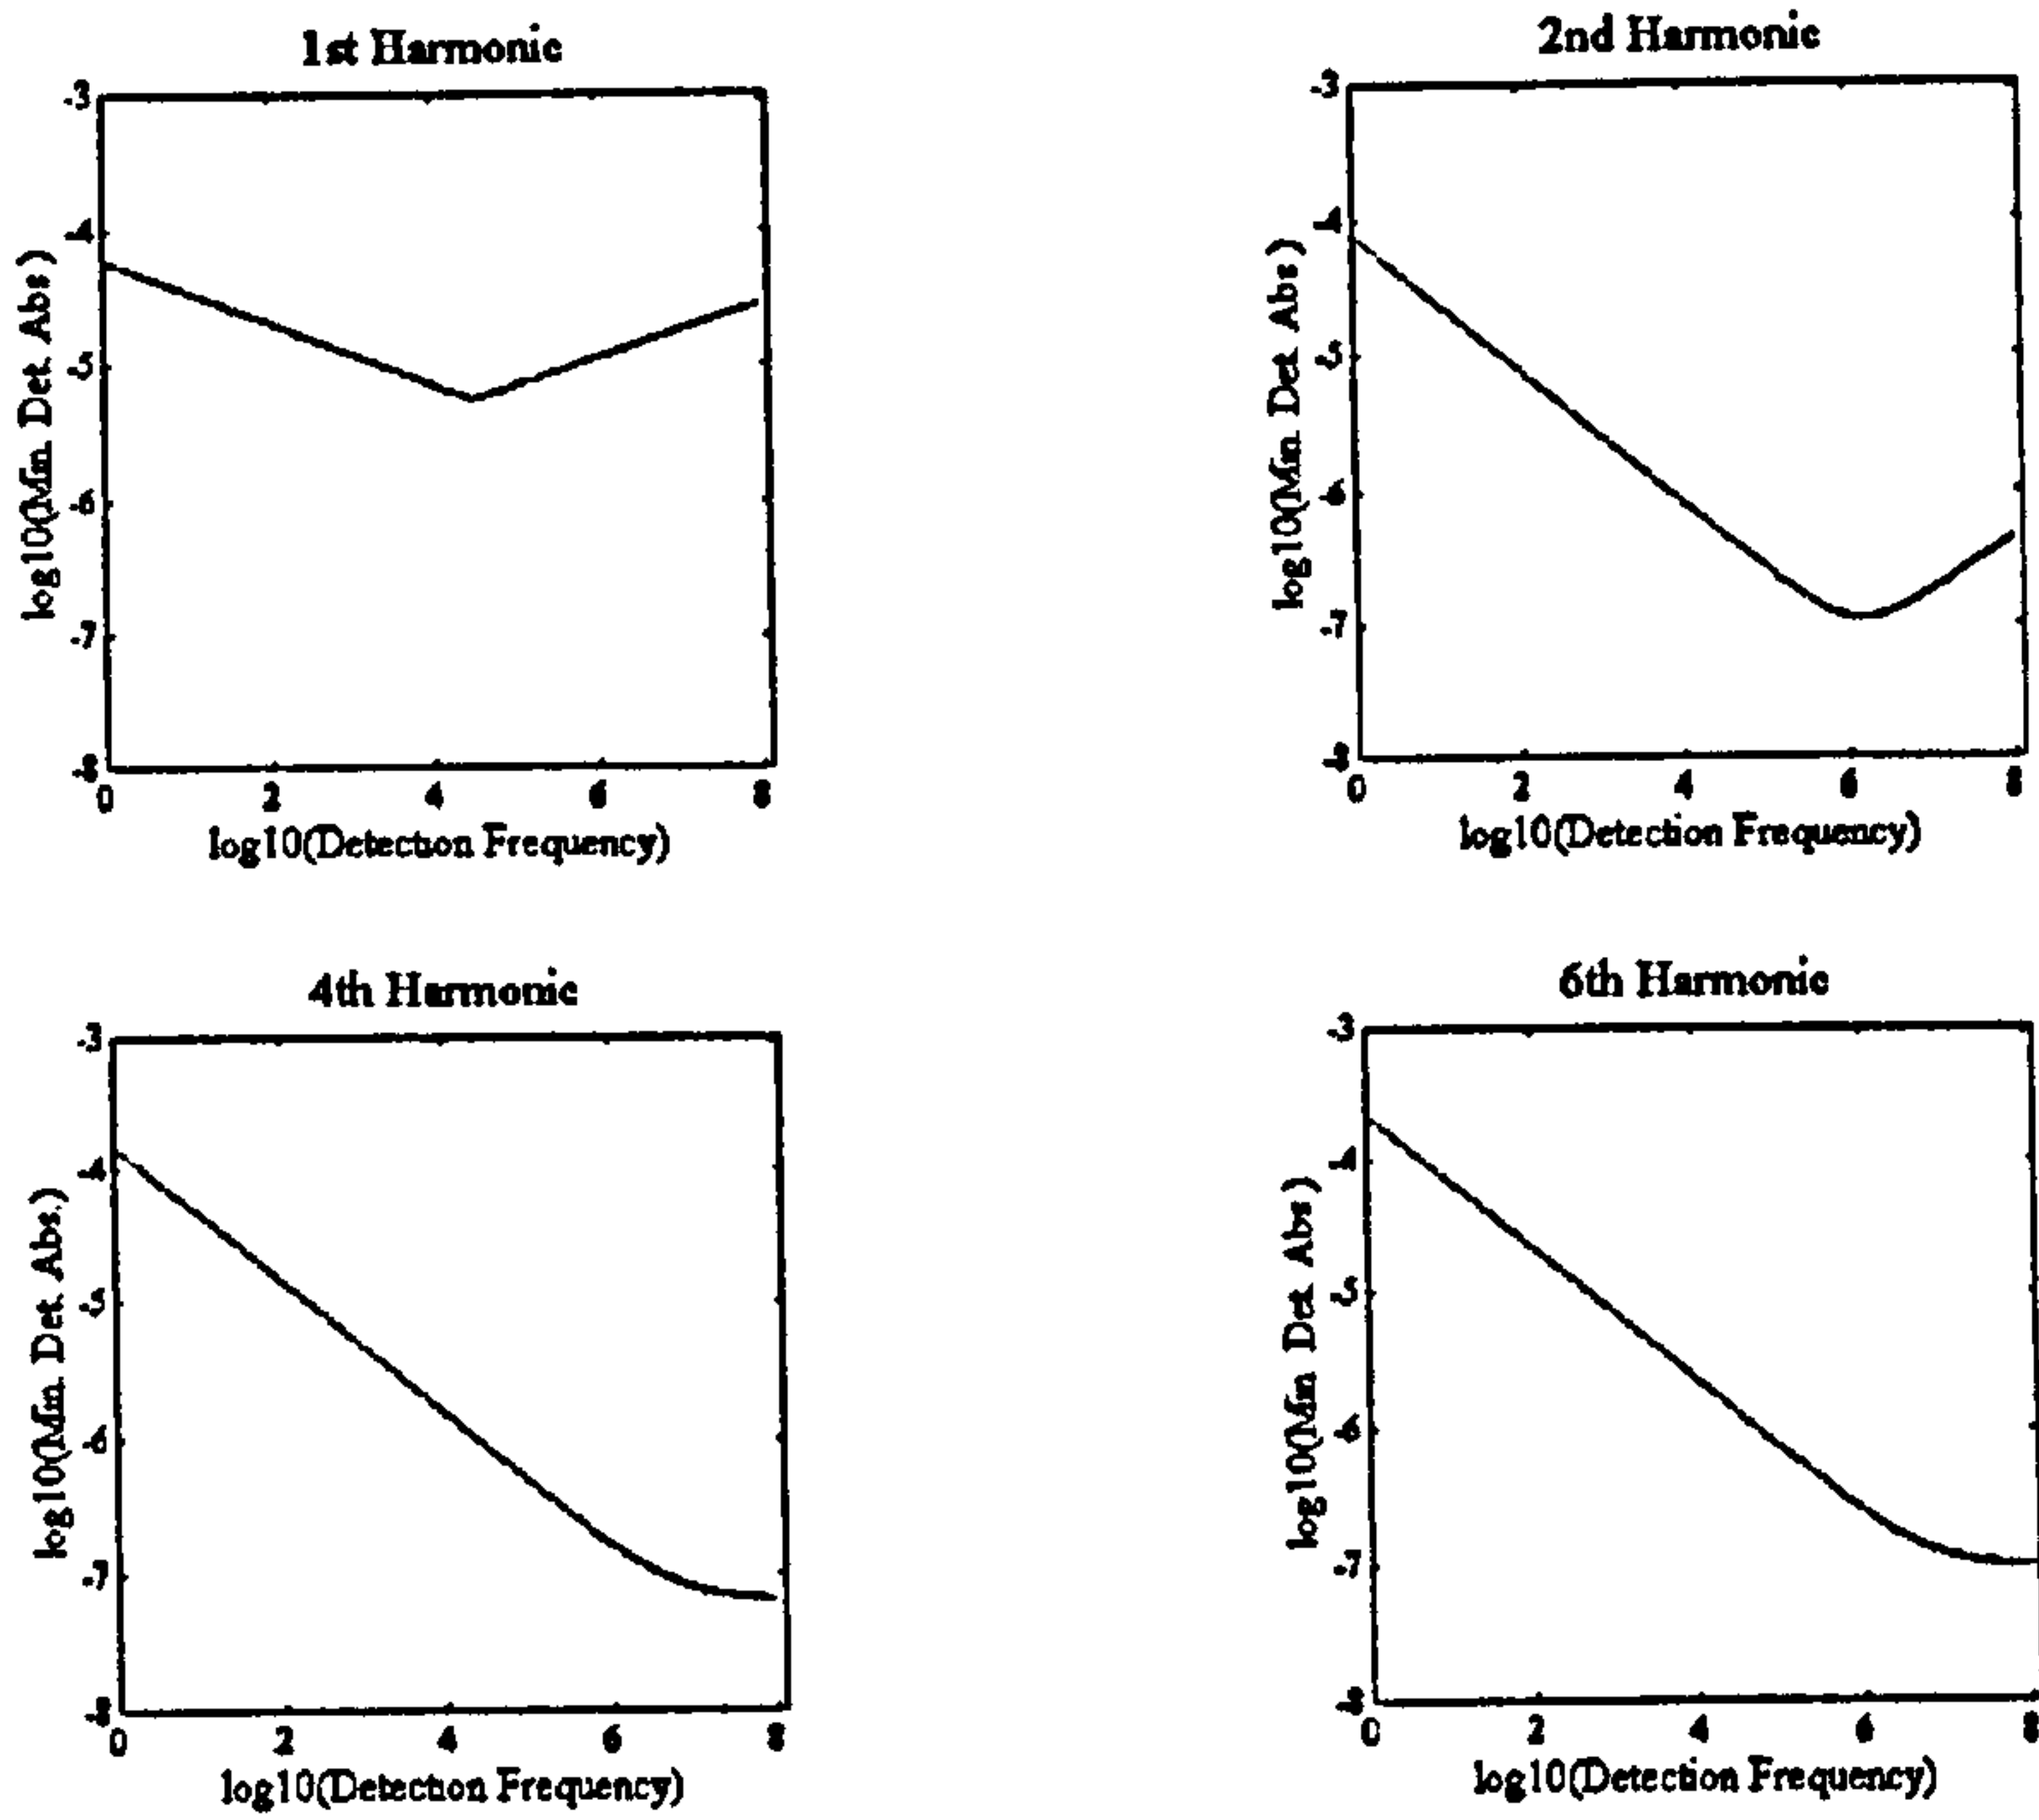 1st Harmonic
-3
-4
-5
-6
-7
-8
0 2 4 6 8
log10(Min Det. Abs)
log10(Detection Frequency)
2nd Harmonic
-3
-4
-5
-6
-7
-8
0 2 4 6 8
log10(Min Det Abs)
log10(Detection Frequency)
4th Harmonic
-3
-4
-5
-6
-7
-8
0 2 4 6 8
log10(Min Det. Abs.)
log10(Detection Frequency)
6th Harmonic
-3
-4
-5
-6
-7
-8
0 2 4 6 8
log10(Min Det Abs)
log10(Detection Frequency)